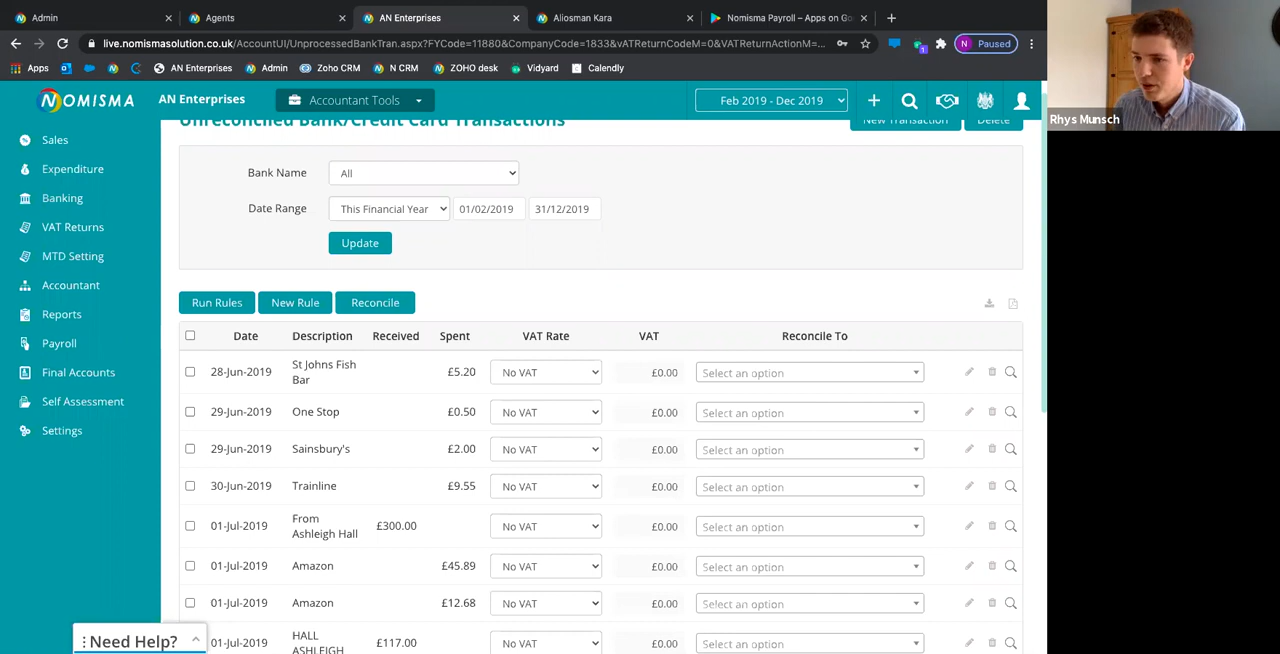 Admin
Agents
AN Enterprises
Aliosman Kara
Nomisma Payroll – Apps on Go
Paused
live.nomismasolution.co.uk/AccountUI/UnprocessedBankTran.aspx?FYCode=11880&CompanyCode=1833&vATReturnCodeM=0&VATReturnActionM=...
N Paused
Apps
AN Enterprises
Admin
Zoho CRM
N CRM
ZOHO desk
Vidyard
Calendly
NOMISMA
AN Enterprises
Accountant Tools
Feb 2019 - Dec 2019
Rhys Munsch
Sales
Expenditure
Banking
VAT Returns
MTD Setting
Accountant
Reports
Payroll
Final Accounts
Self Assessment
Settings
Unreconciled Bank/Credit Card Transactions
New Transaction
Delete
Bank Name
All
Date Range
This Financial Year
01/02/2019
31/12/2019
Update
Run Rules
New Rule
Reconcile
Date Description Received Spent VAT Rate VAT Reconcile To
28-Jun-2019 St Johns Fish Bar £5.20 No VAT £0.00 Select an option
29-Jun-2019 One Stop £0.50 No VAT £0.00 Select an option
29-Jun-2019 Sainsbury's £2.00 No VAT £0.00 Select an option
30-Jun-2019 Trainline £9.55 No VAT £0.00 Select an option
01-Jul-2019 From Ashleigh Hall £300.00 No VAT £0.00 Select an option
01-Jul-2019 Amazon £45.89 No VAT £0.00 Select an option
01-Jul-2019 Amazon £12.68 No VAT £0.00 Select an option
01-Jul-2019 HALL ASHLEIGH £117.00 No VAT £0.00 Select an option
Need Help?